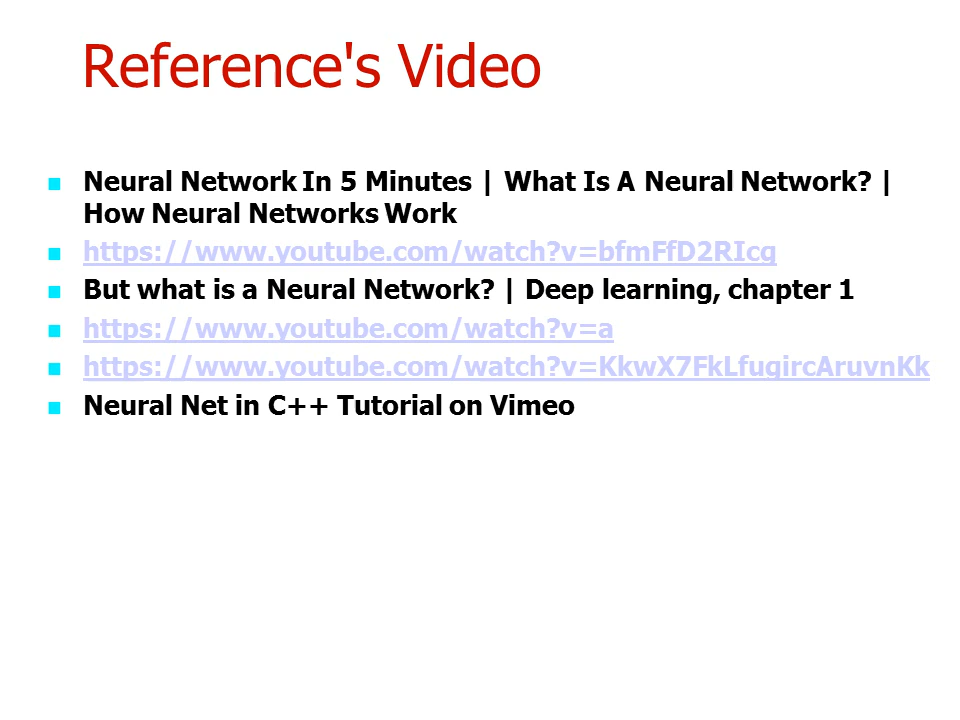 Reference's Video
Neural Network In 5 Minutes | What Is A Neural Network? |
How Neural Networks Work
https://www.youtube.com/watch?v=bfmFfD2RIcg
But what is a Neural Network? | Deep learning, chapter 1
https://www.youtube.com/watch?v=a
https://www.youtube.com/watch?v=KkwX7FkLfugircAruvnKk
Neural Net in C++ Tutorial on Vimeo